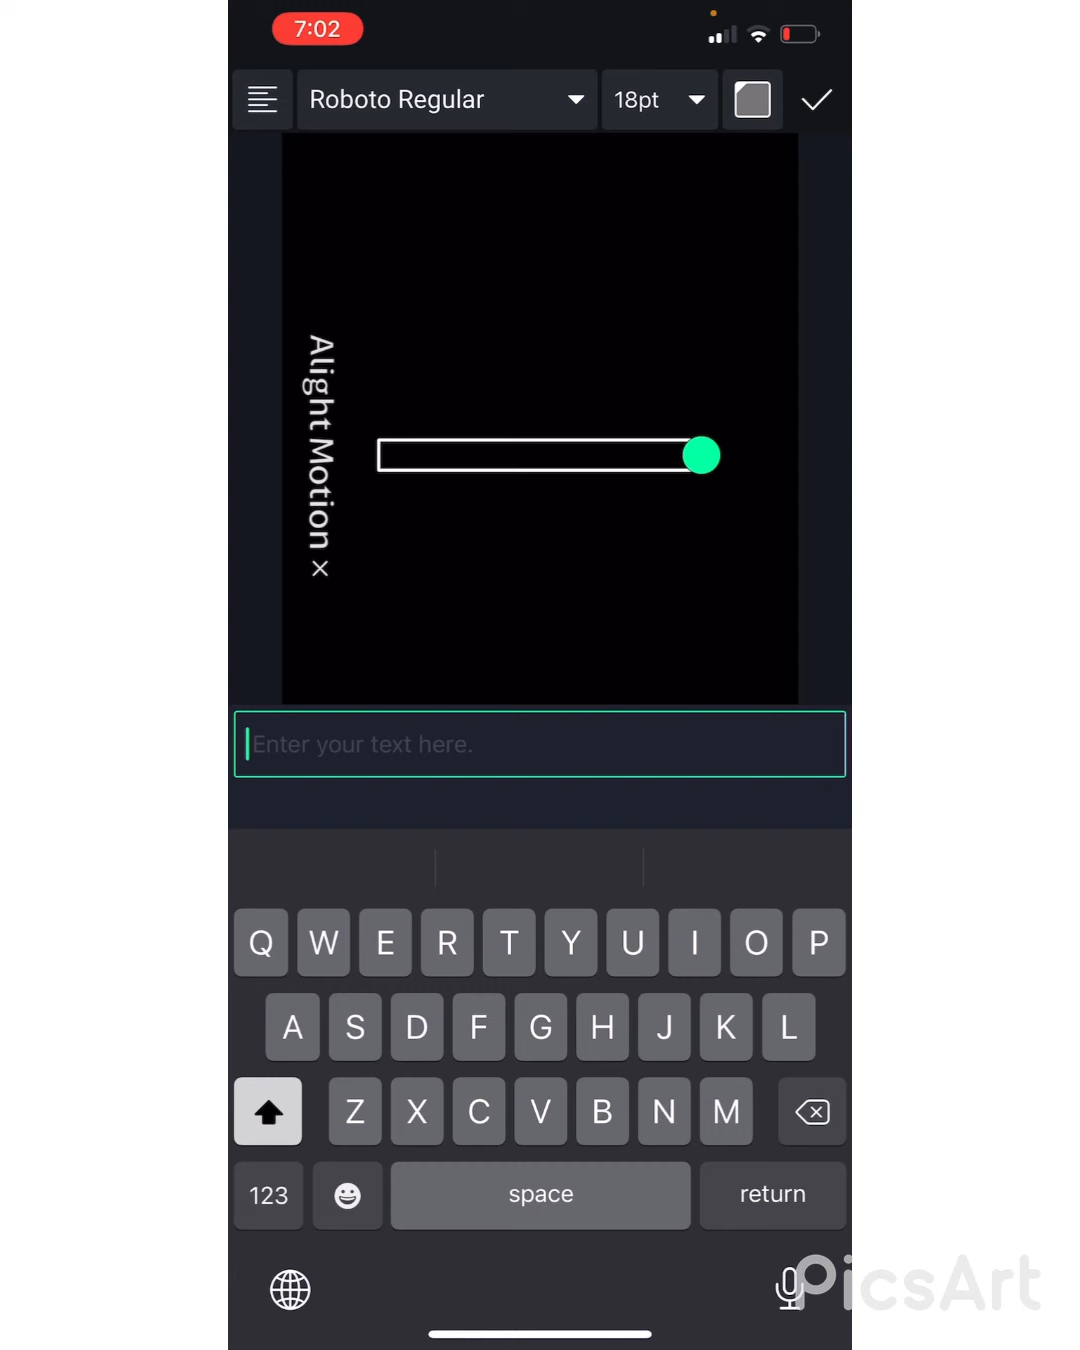 7:02
Roboto Regular
18pt
Alight Motion ×
Enter your text here.
Q W E R T Y U I O P
A S D F G H J K L
Z X C V B N M
123
space
return
PicsArt